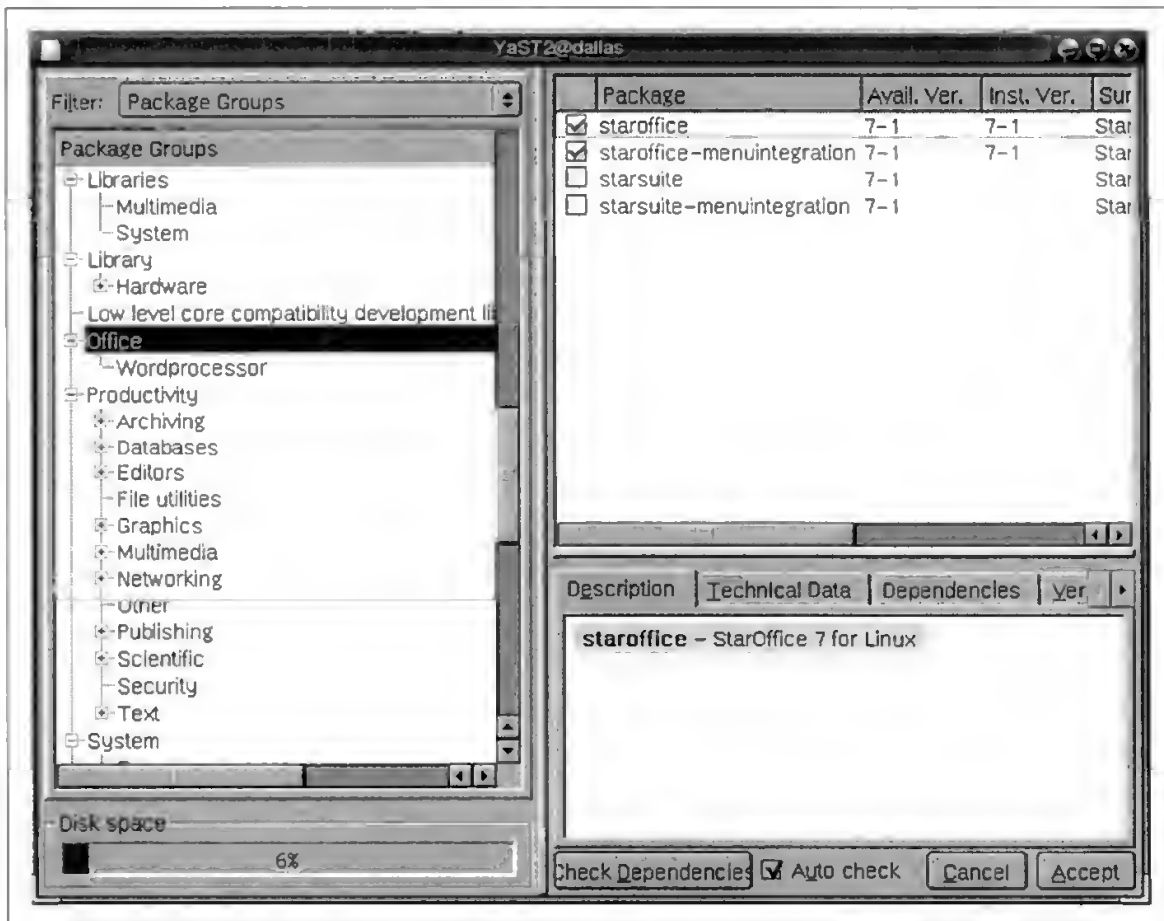 YaST2@dallas
Filter: Package Groups
Package Groups
Libraries
Multimedia
System
Library
Hardware
Low level core compatibility development li
Office
Wordprocessor
Productivity
Archiving
Databases
Editors
File utilities
Graphics
Multimedia
Networking
Other
Publishing
Scientific
Security
Text
System
Disk space
6%
Package Avail. Ver. Inst. Ver. Sur
staroffice 7-1 7-1 Star
staroffice-menuintegration 7-1 7-1 Star
starsuite 7-1 Star
starsuite-menuintegration 7-1 Star
Description Technical Data Dependencies Ver
staroffice - StarOffice 7 for Linux
Check Dependencies Auto check Cancel Accept